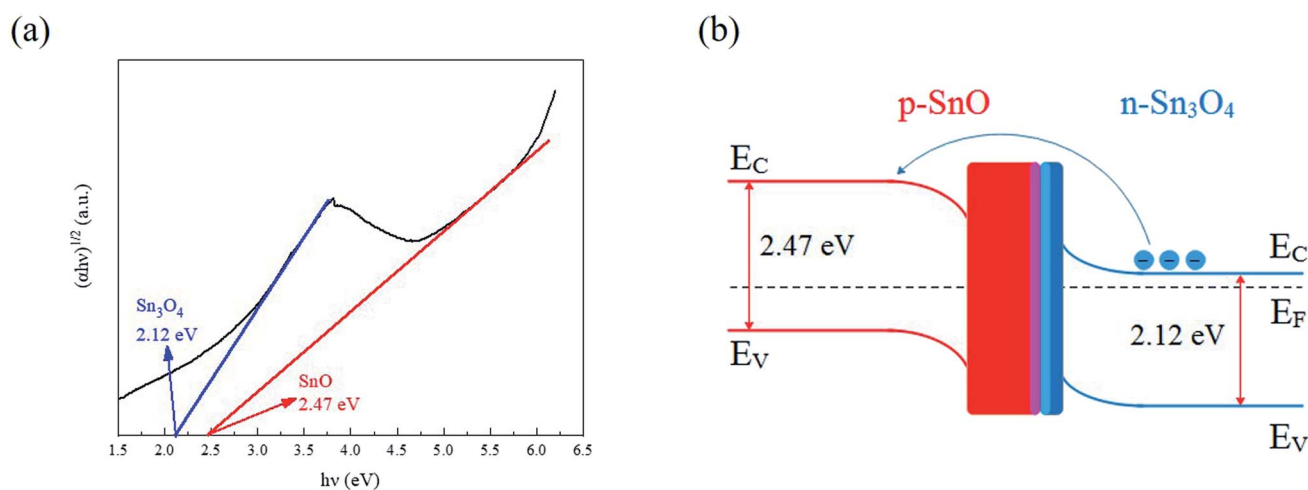 (a)
(αhν)1/2 (a.u.)
Sn3O4
2.12 eV
SnO
2.47 eV
1.5 2.0 2.5 3.0 3.5 4.0 4.5 5.0 5.5 6.0 6.5
hν (eV)
(b)
p-SnO
n-Sn3O4
EC
2.47 eV
EV
− − −
EC
EF
2.12 eV
EV